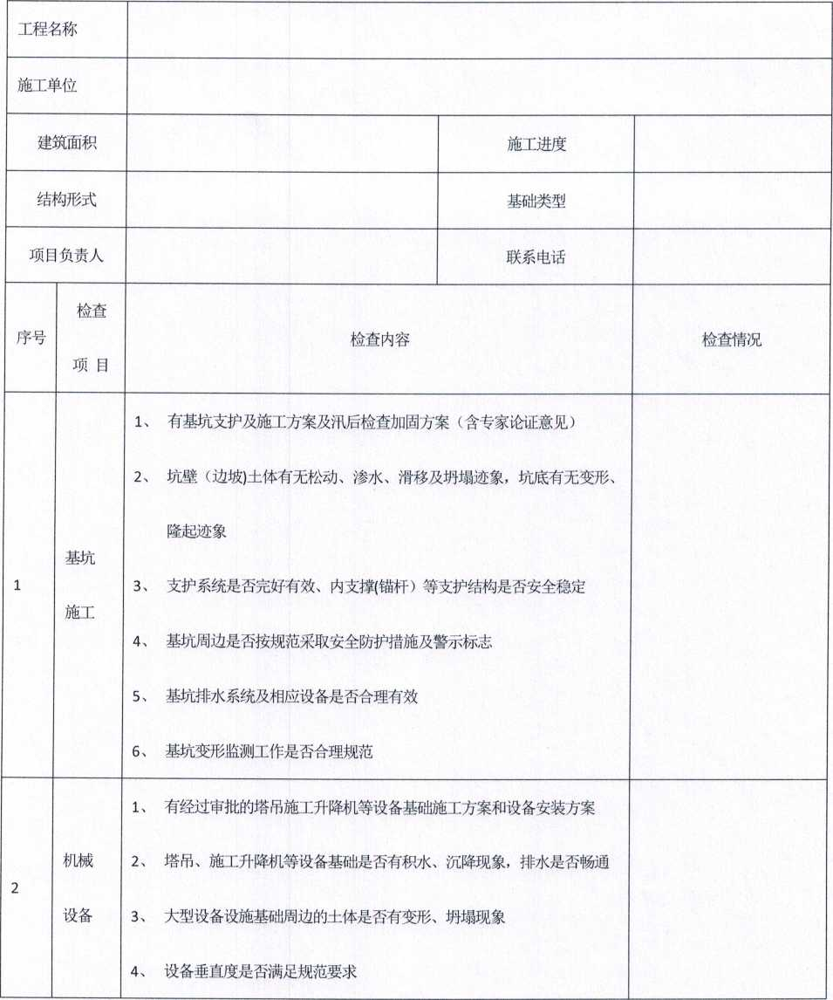 工程名称
施工单位
建筑面积
施工进度
结构形式
基础类型
项目负责人
联系电话
序号
检查
项 目
检查内容
检查情况
1
基坑
施工
1、 有基坑支护及施工方案及汛后检查加固方案（含专家论证意见）
2、 坑壁（边坡)土体有无松动、渗水、滑移及坍塌迹象，坑底有无变形、
隆起迹象
3、 支护系统是否完好有效、内支撑(锚杆）等支护结构是否安全稳定
4、 基坑周边是否按规范采取安全防护措施及警示标志
5、 基坑排水系统及相应设备是否合理有效
6、 基坑变形监测工作是否合理规范
2
机械
设备
1、 有经过审批的塔吊施工升降机等设备基础施工方案和设备安装方案
2、 塔吊、施工升降机等设备基础是否有积水、沉降现象，排水是否畅通
3、 大型设备设施基础周边的土体是否有变形、坍塌现象
4、 设备垂直度是否满足规范要求